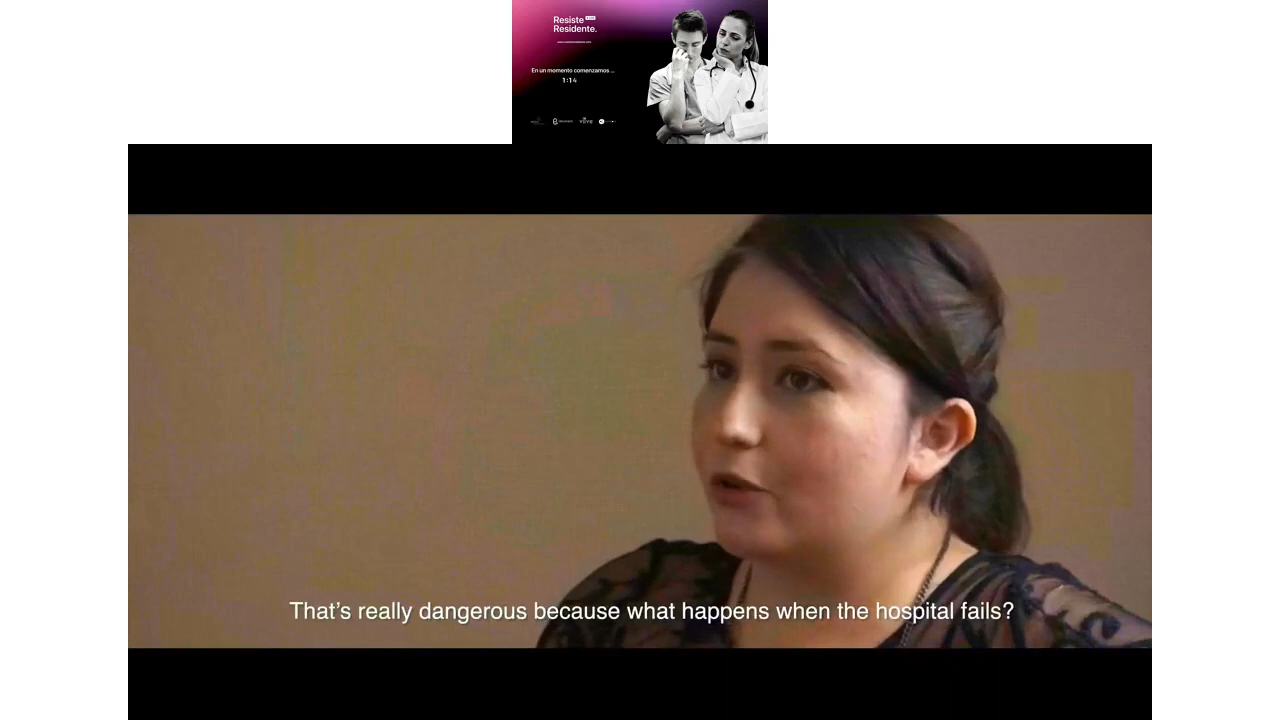 Resiste
Residente.
En un momento comenzamos ...
1:14
That's really dangerous because what happens when the hospital fails?